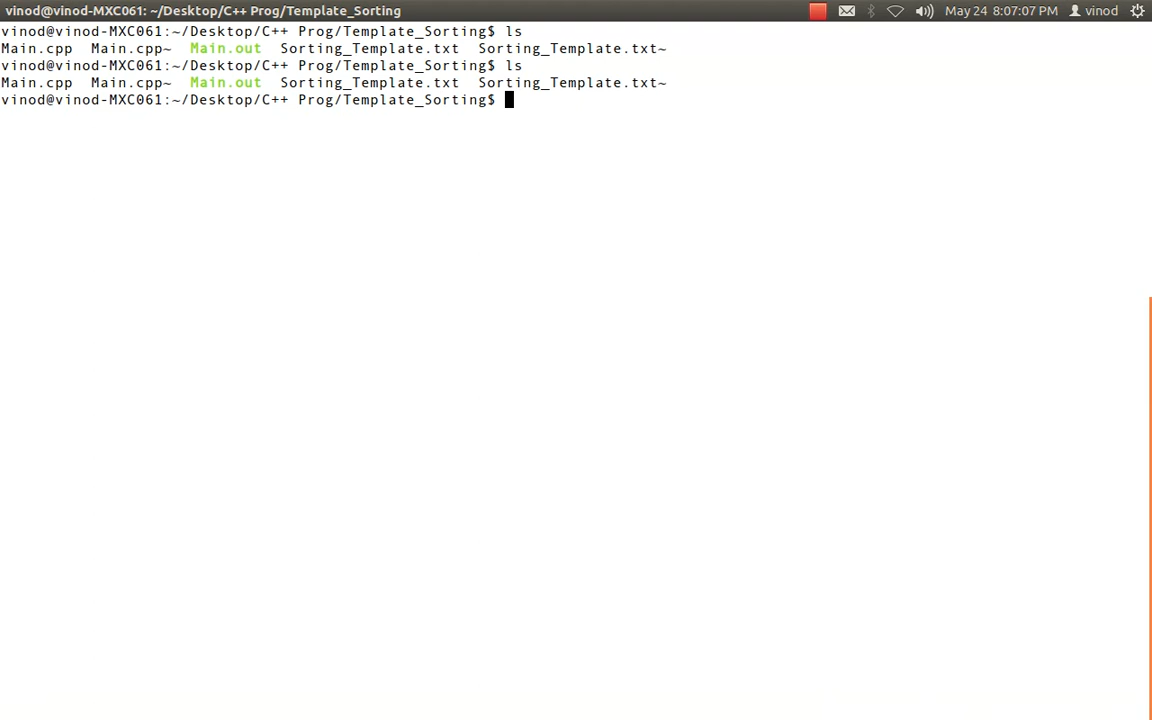 vinod@vinod-MXC061: ~/Desktop/C++ Prog/Template_Sorting May 24 8:07:07 PM vinod
vinod@vinod-MXC061:~/Desktop/C++ Prog/Template_Sorting$ ls
Main.cpp  Main.cpp~  Main.out  Sorting_Template.txt  Sorting_Template.txt~
vinod@vinod-MXC061:~/Desktop/C++ Prog/Template_Sorting$ ls
Main.cpp  Main.cpp~  Main.out  Sorting_Template.txt  Sorting_Template.txt~
vinod@vinod-MXC061:~/Desktop/C++ Prog/Template_Sorting$